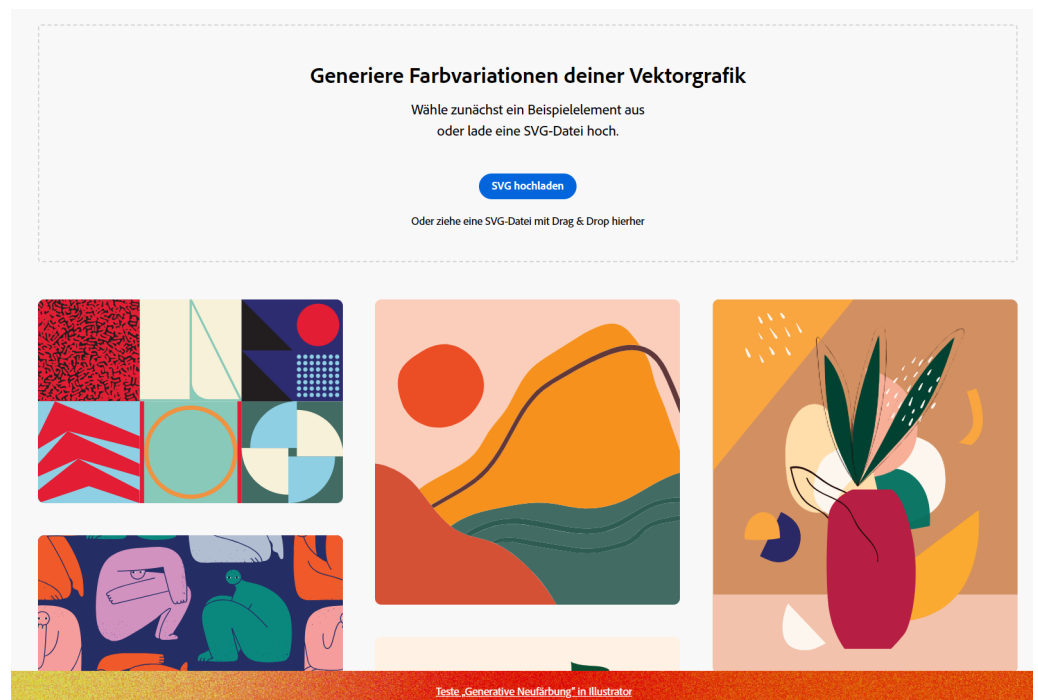 Generiere Farbvariationen deiner Vektorgrafik
Wähle zunächst ein Beispielelement aus
oder lade eine SVG-Datei hoch.
SVG hochladen
Oder ziehe eine SVG-Datei mit Drag & Drop hierher
Teste „Generative Neufärbung" in Illustrator